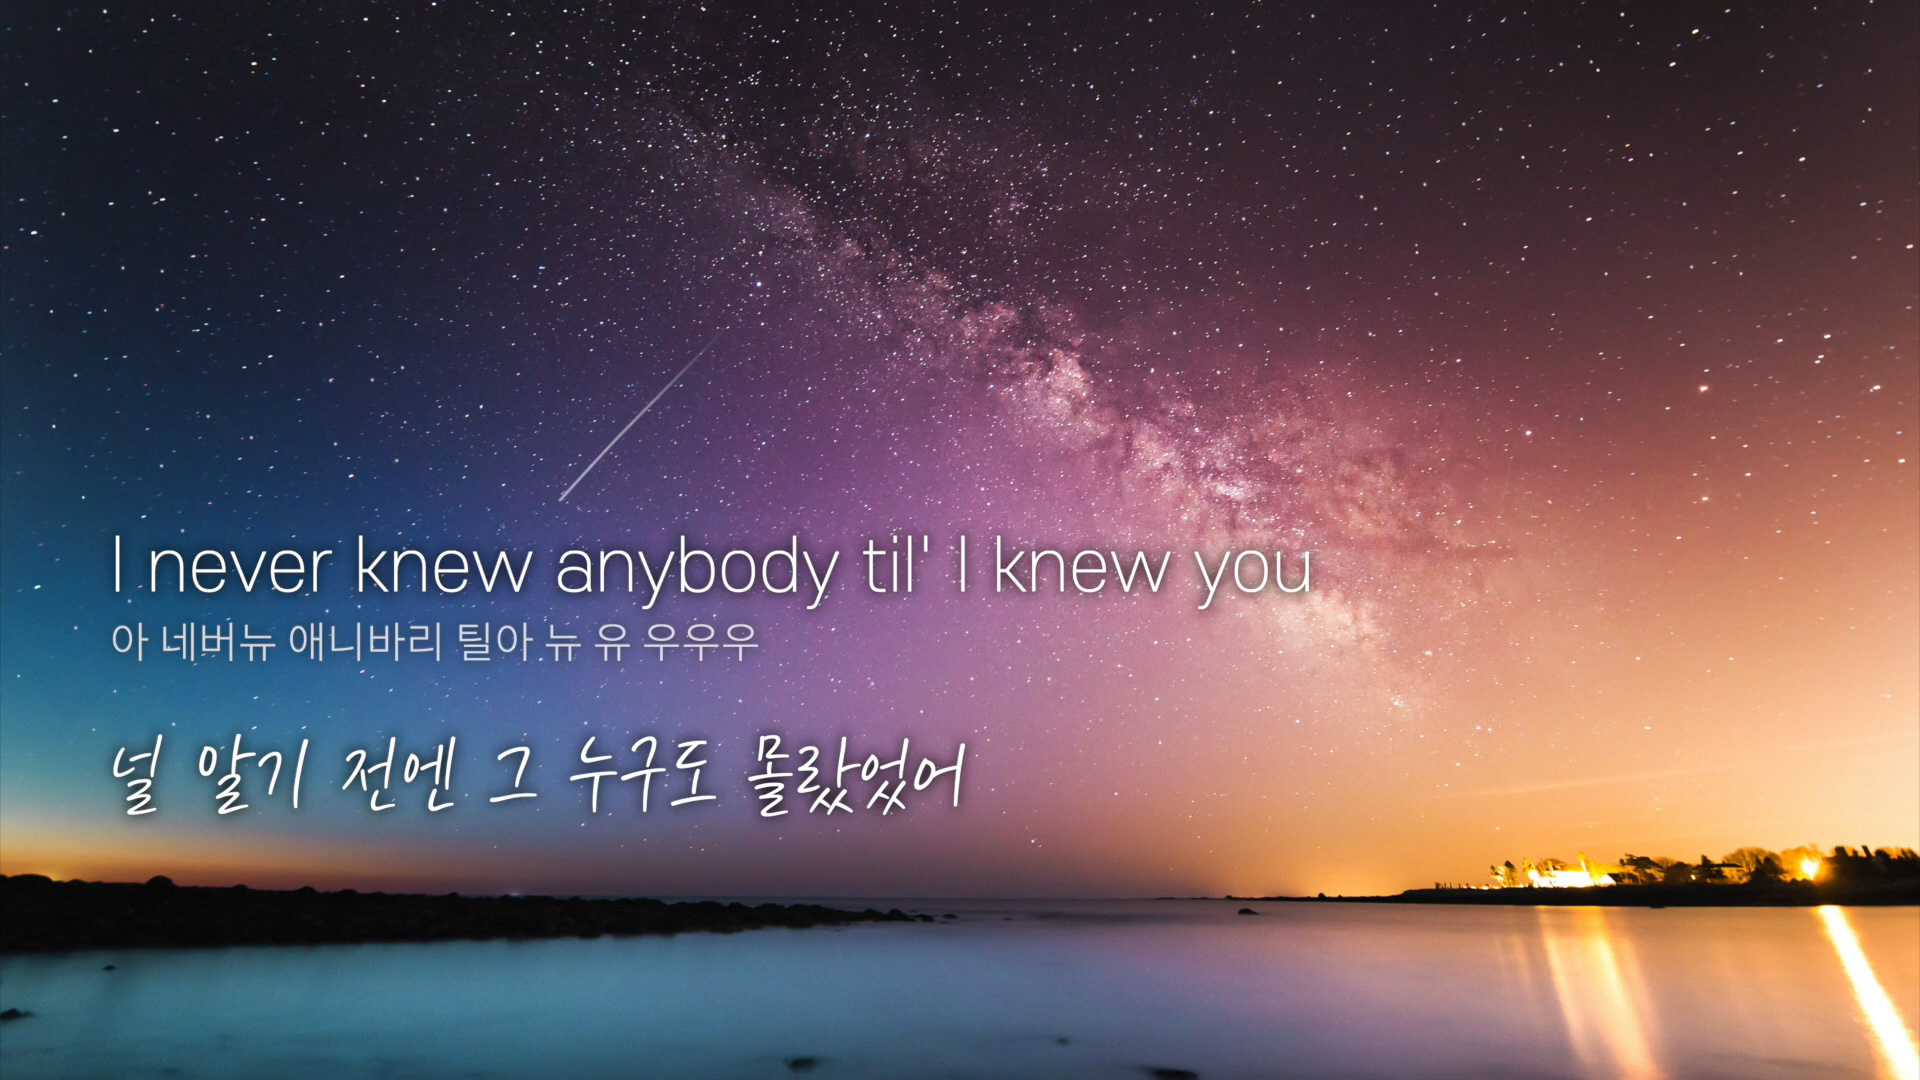 I never knew anybody til' I knew you
아 네버뉴 애니바리 틸아 뉴 유 우우우
널 알기 전엔 그 누구도 몰랐었어